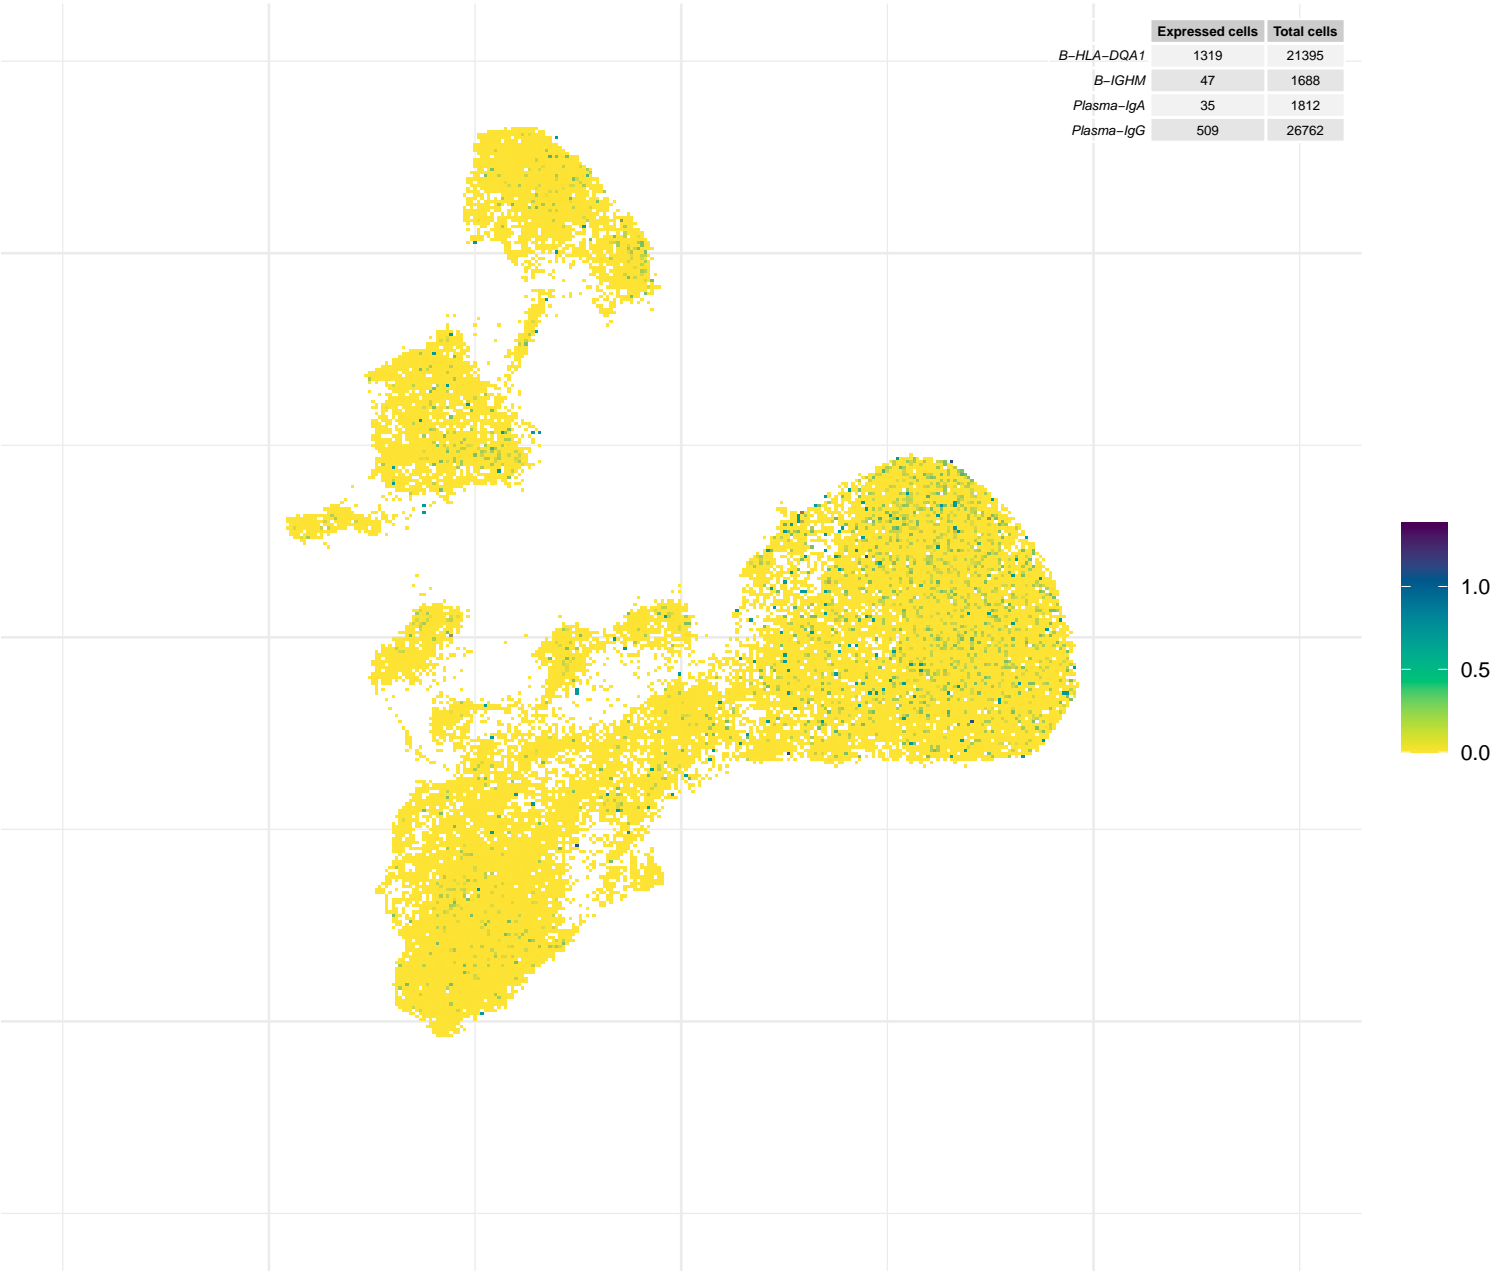 Expressed cells Total cells
B−HLA−DQA1 1319 21395
B−IGHM 47 1688
Plasma−IgA 35 1812
Plasma−IgG 509 26762
1.0
0.5
0.0